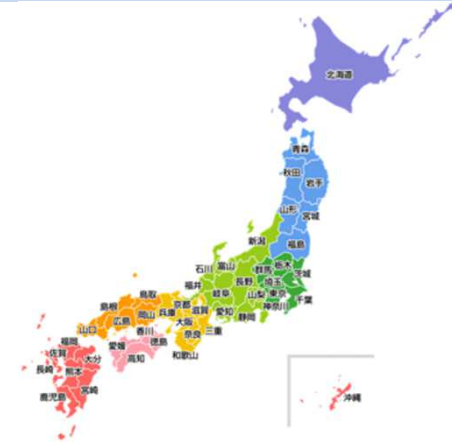 北海道
青森
秋田
岩手
山形
宮城
福島
新潟
石川
富山
群馬
栃木
茨城
福井
長野
埼玉
岐阜
山梨
東京
千葉
神奈川
愛知
静岡
鳥取
京都
滋賀
島根
岡山
兵庫
広島
大阪
三重
奈良
山口
香川
徳島
愛媛
高知
和歌山
福岡
佐賀
大分
長崎
熊本
宮崎
鹿児島
沖縄